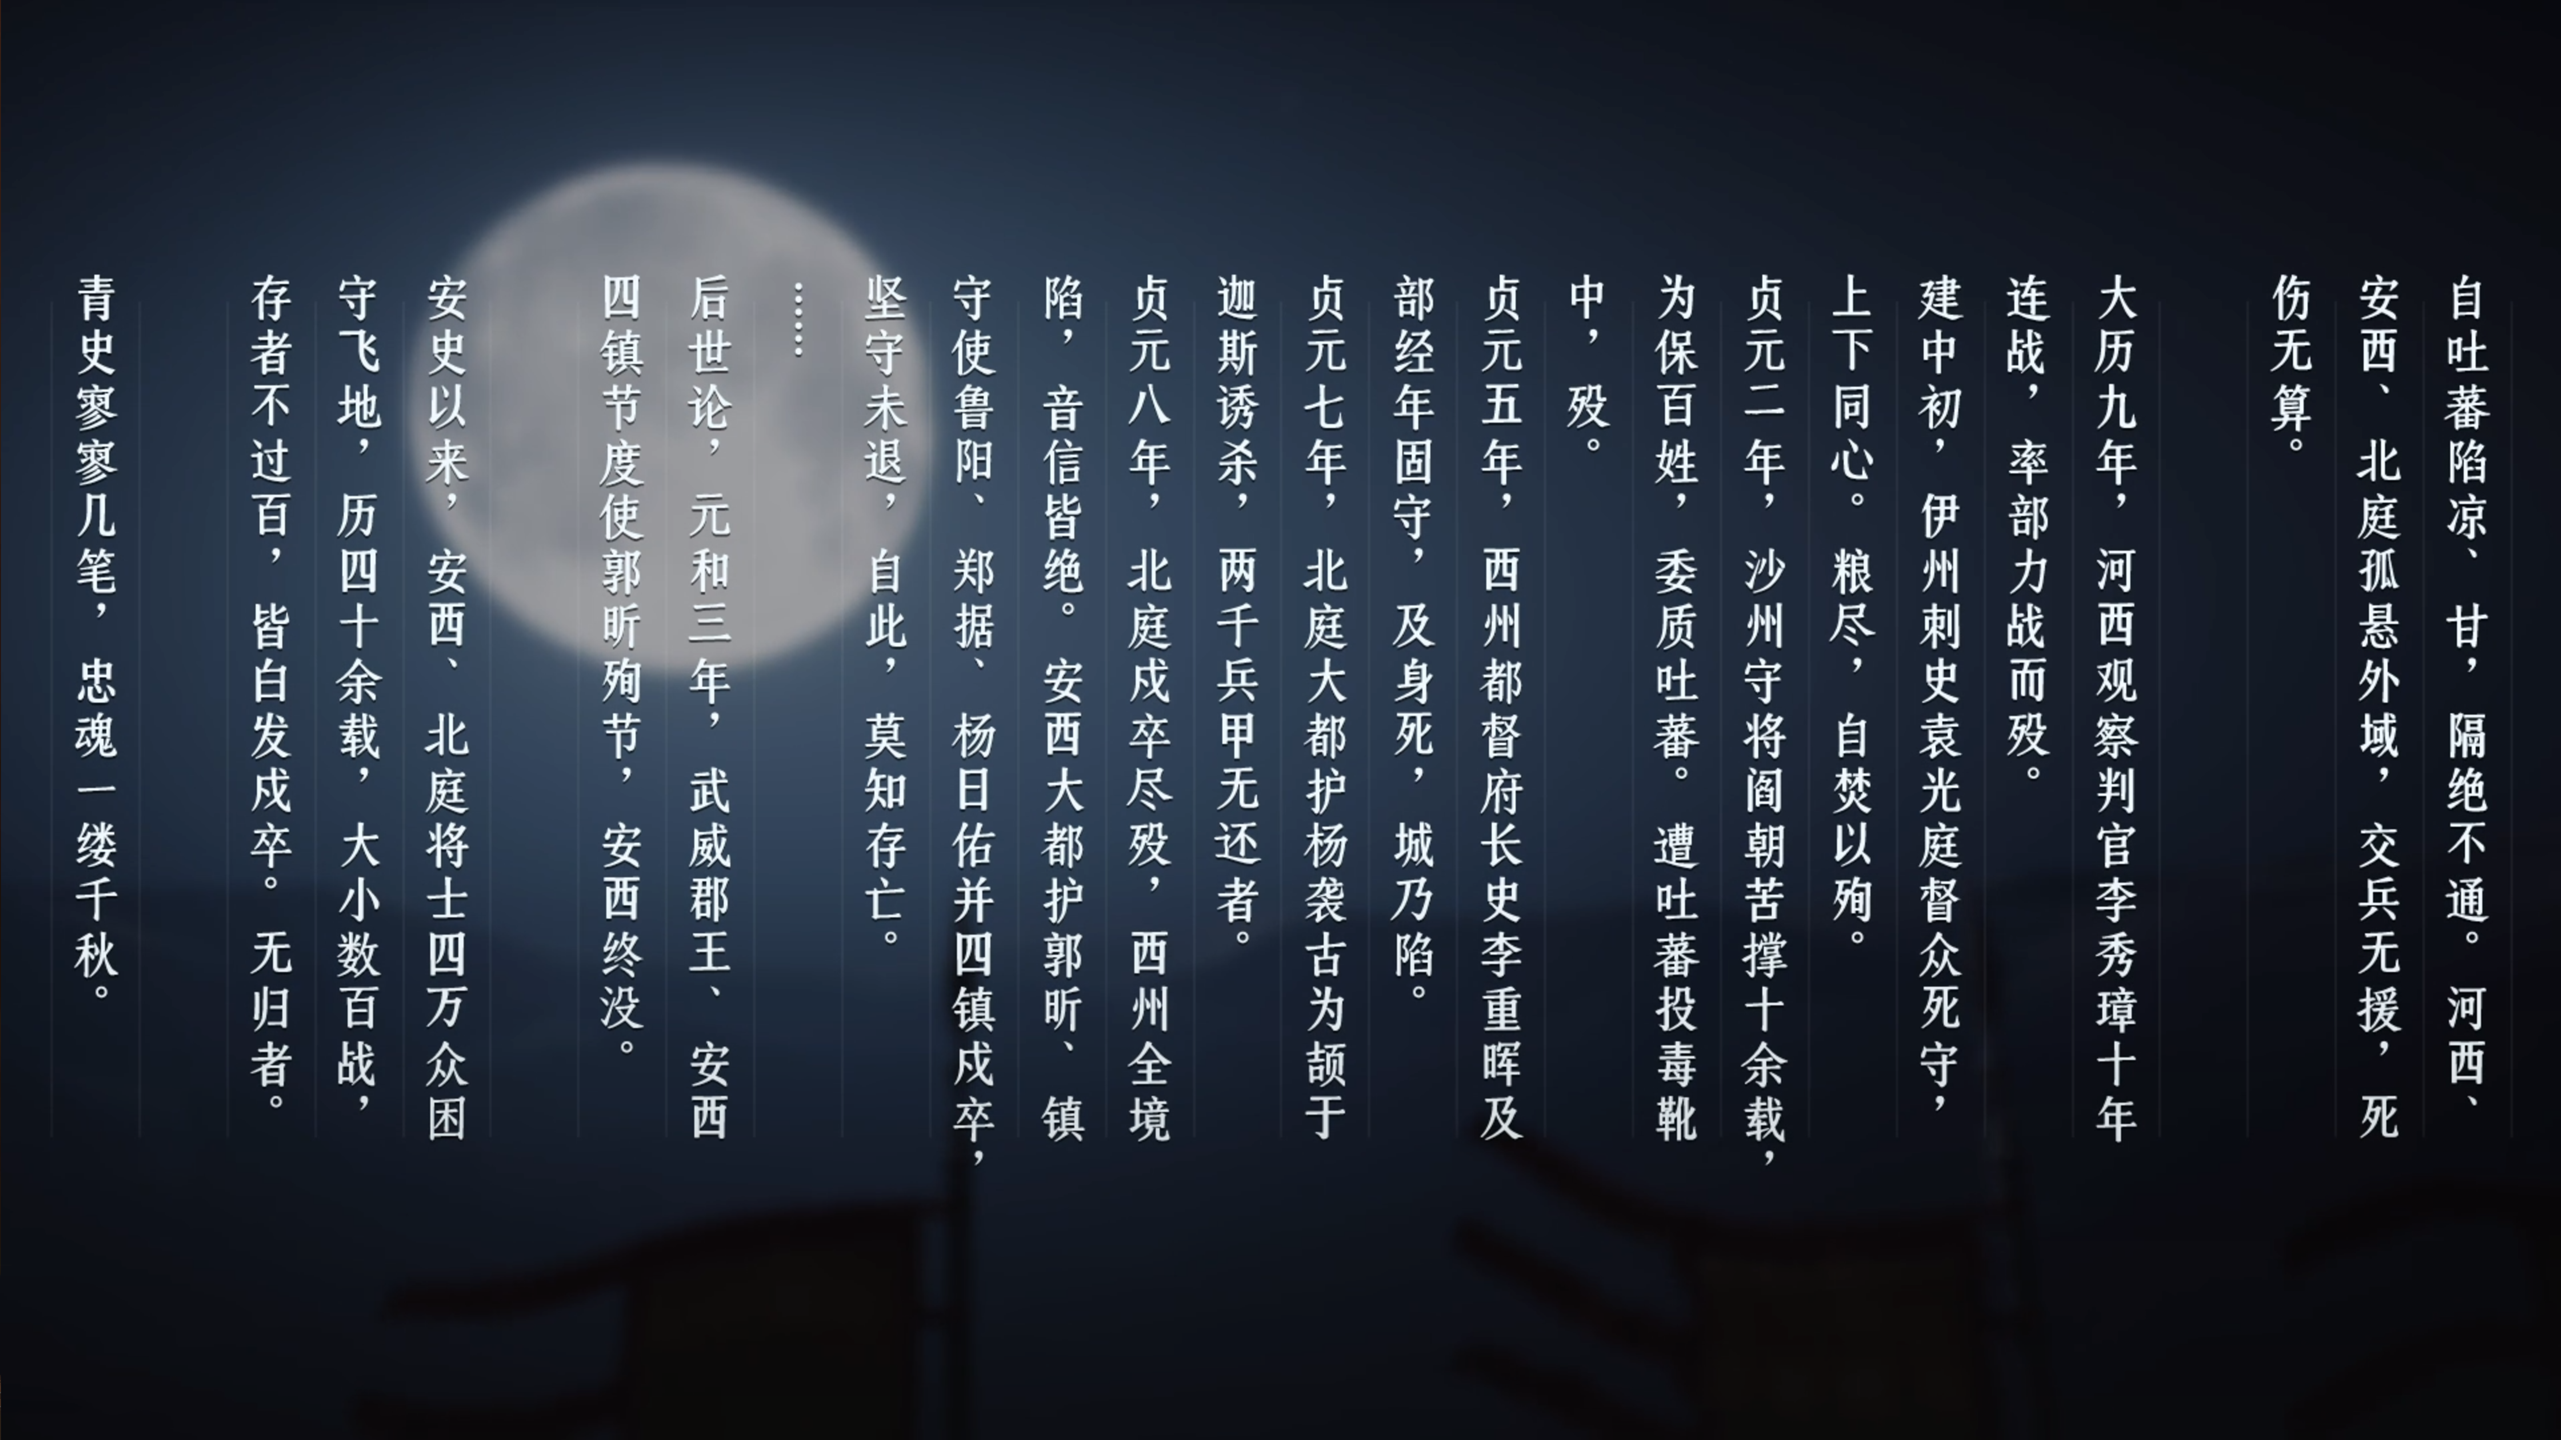 自吐蕃陷凉、甘，隔绝不通。河西、
安西、北庭孤悬外域，交兵无援，死
伤无算。
大历九年，河西观察判官李秀璋十年
连战，率部力战而殁。
建中初，伊州刺史袁光庭督众死守，
上下同心。粮尽，自焚以殉。
贞元二年，沙州守将阎朝苦撑十余载，
为保百姓，委质吐蕃。遭吐蕃投毒靴
中，殁。
贞元五年，西州都督府长史李重晖及
部经年固守，及身死，城乃陷。
贞元七年，北庭大都护杨袭古为颉于
迦斯诱杀，两千兵甲无还者。
贞元八年，北庭戍卒尽殁，西州全境
陷，音信皆绝。安西大都护郭昕、镇
守使鲁阳、郑据、杨日佑并四镇戍卒，
坚守未退，自此，莫知存亡。
……
后世论，元和三年，武威郡王、安西
四镇节度使郭昕殉节，安西终没。
安史以来，安西、北庭将士四万众困
守飞地，历四十余载，大小数百战，
存者不过百，皆白发戍卒。无归者。
青史寥寥几笔，忠魂一缕千秋。